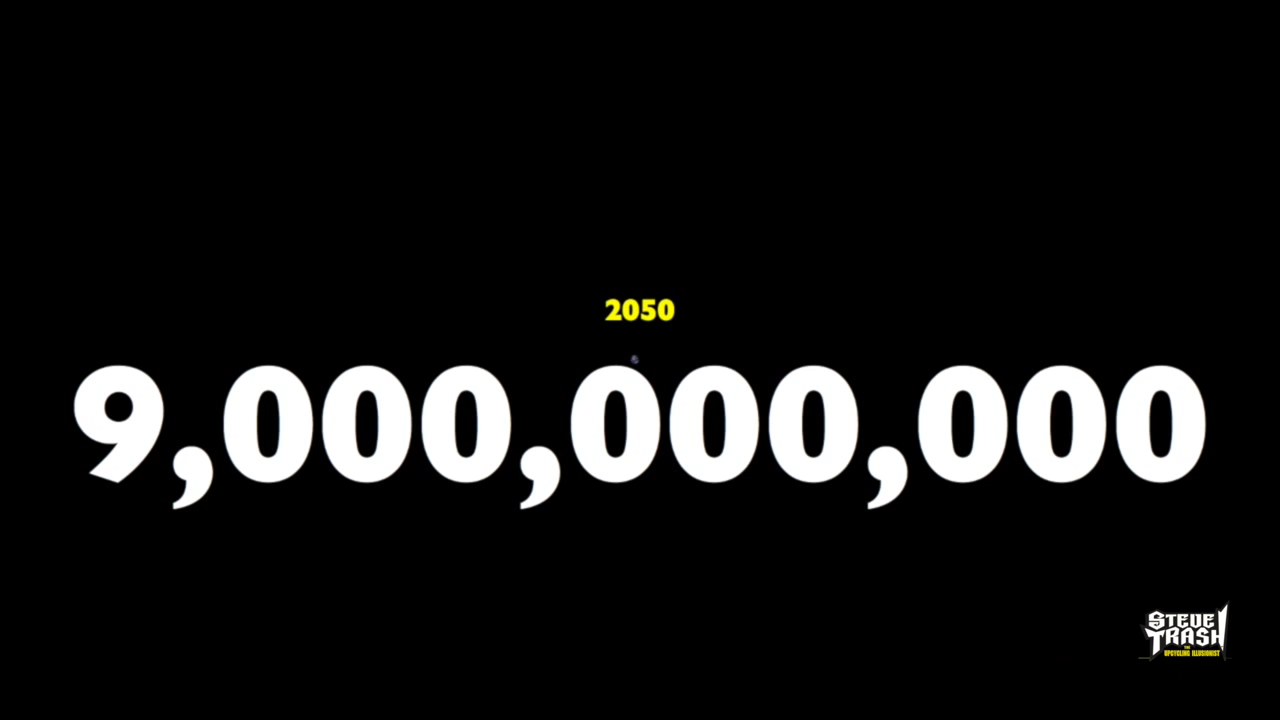 2050
9,000,000,000
STEVE
TRASH
THE
UPCYCLING ILLUSIONIST